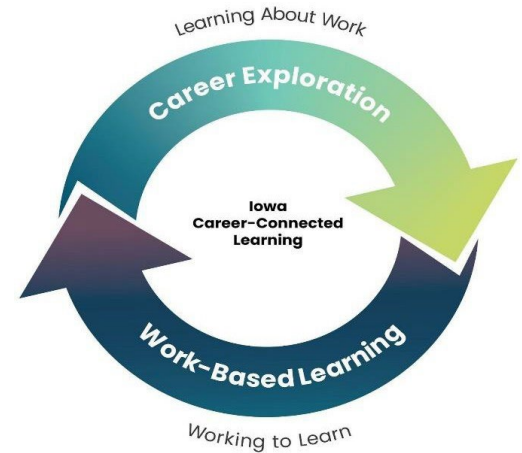 Learning About Work
Career Exploration
Iowa
Career-Connected
Learning
Work-Based Learning
Working to Learn